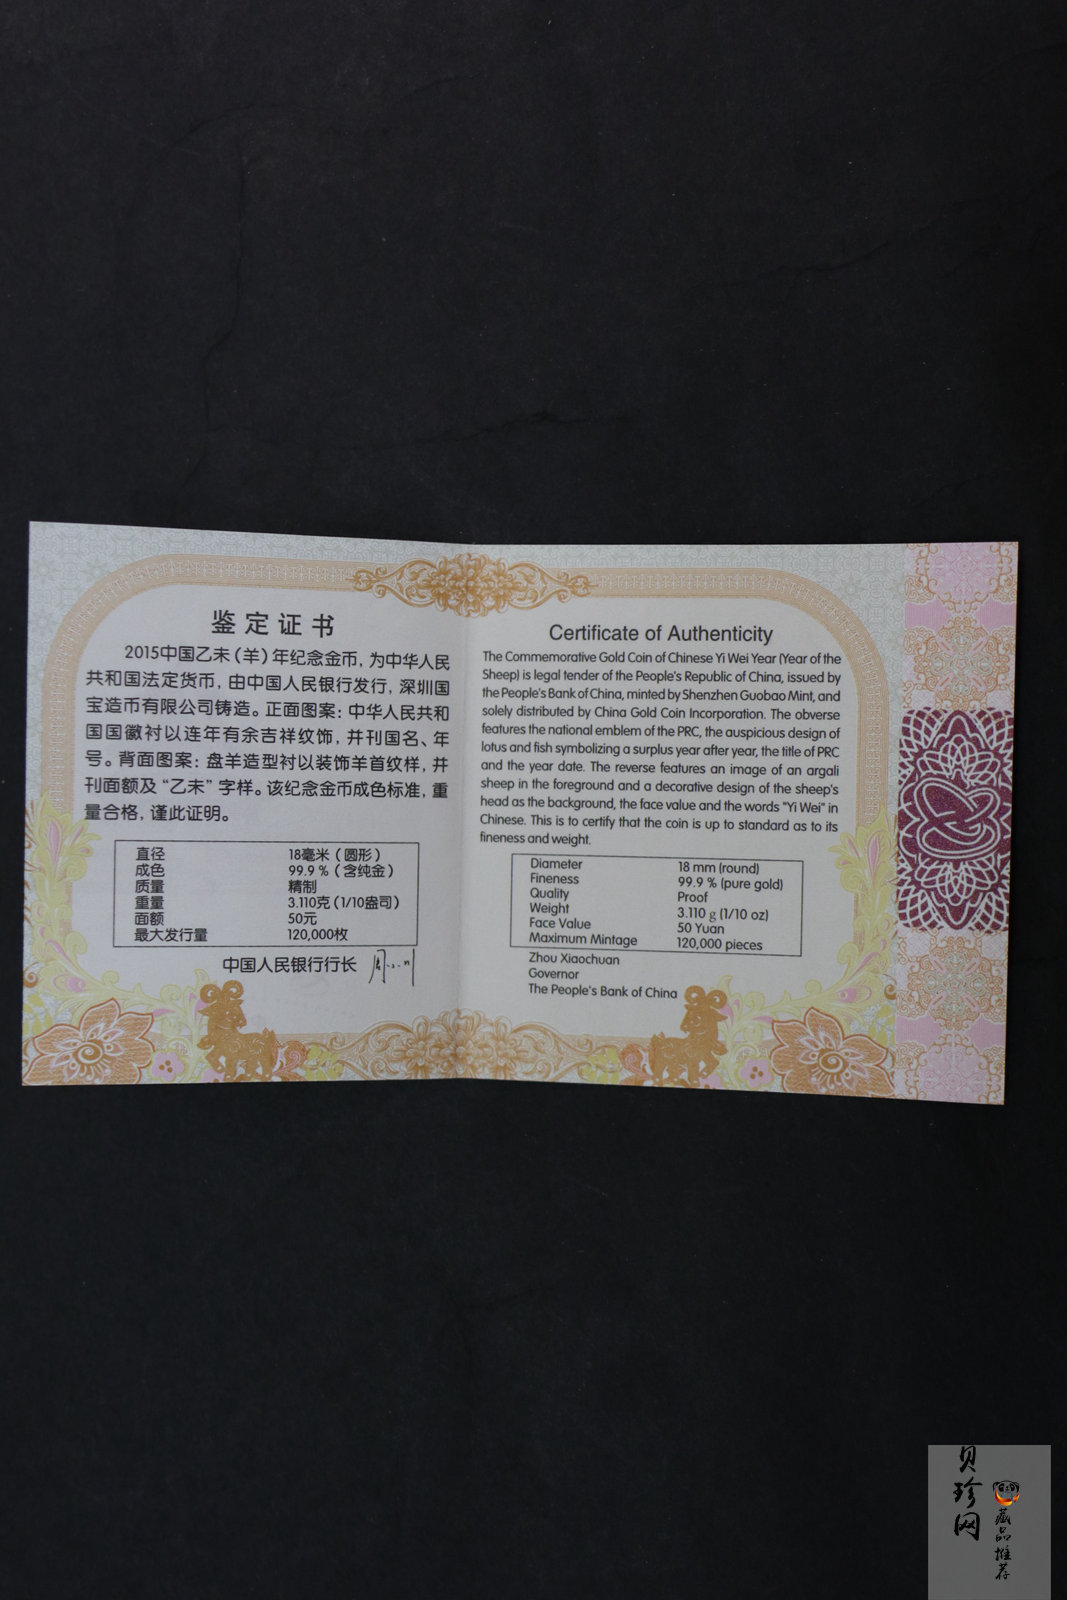 鉴定证书
2015中国乙未（羊）年纪念金币，为中华人民
共和国法定货币，由中国人民银行发行，深圳国
宝造币有限公司铸造。正面图案：中华人民共和
国国徽衬以连年有余吉祥纹饰，并刊国名、年
号。背面图案：盘羊造型衬以装饰羊首纹样，并
刊面额及“乙未”字样。该纪念金币成色标准，重
量合格，谨此证明。
直径 18毫米（圆形）
成色 99.9％（含纯金）
质量 精制
重量 3.110克（1/10盎司）
面额 50元
最大发行量 120,000枚
中国人民银行行长
Certificate of Authenticity
The Commemorative Gold Coin of Chinese Yi Wei Year (Year of the
Sheep) is legal tender of the People's Republic of China, issued by
the People's Bank of China, minted by Shenzhen Guobao Mint, and
solely distributed by China Gold Coin Incorporation. The obverse
features the national emblem of the PRC, the auspicious design of
lotus and fish symbolizing a surplus year after year, the title of PRC
and the year date. The reverse features an image of an argali
sheep in the foreground and a decorative design of the sheep's
head as the background, the face value and the words "Yi Wei" in
Chinese. This is to certify that the coin is up to standard as to its
fineness and weight.
Diameter 18 mm (round)
Fineness 99.9 % (pure gold)
Quality Proof
Weight 3.110 g (1/10 oz)
Face Value 50 Yuan
Maximum Mintage 120,000 pieces
Zhou Xiaochuan
Governor
The People's Bank of China
贝珍网
藏品推荐